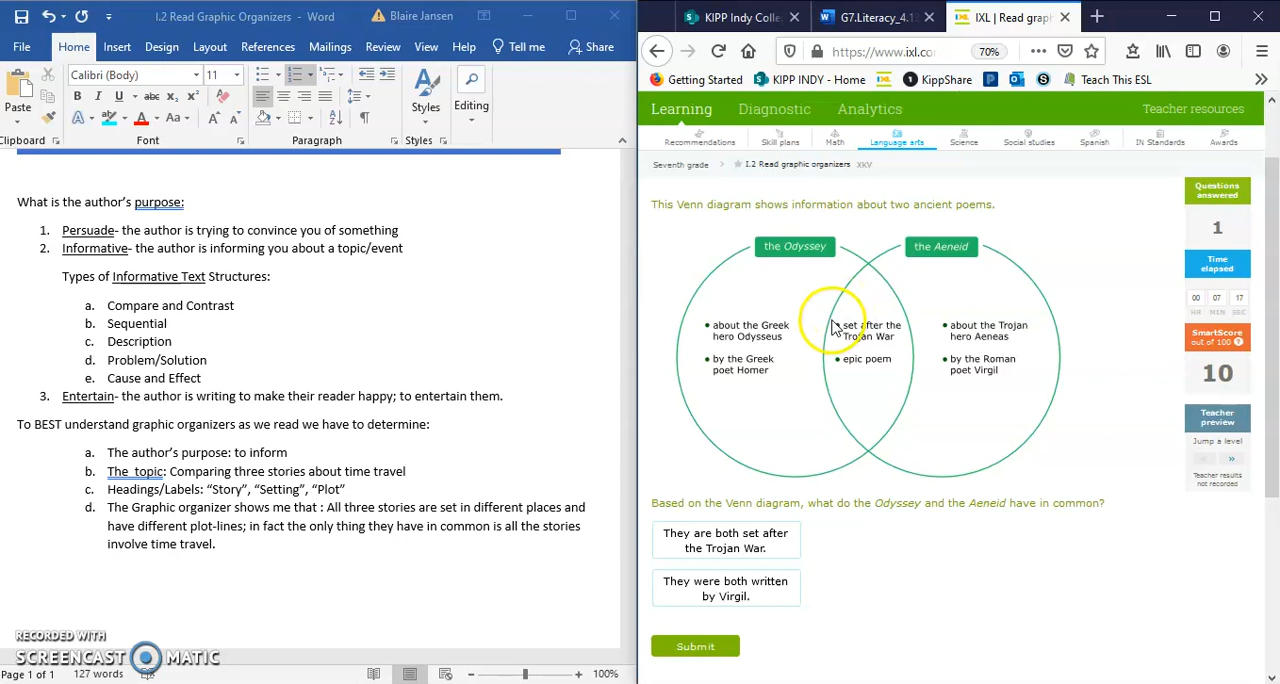 I.2 Read Graphic Organizers - Word
Blaire Jansen
File Home Insert Design Layout References Mailings Review View Help Tell me Share
Calibri (Body) 11
Paste
B I U abc X₂ X²
A Aa A A
Styles
Editing
Clipboard Font Paragraph Styles
What is the author's purpose:
1. Persuade- the author is trying to convince you of something
2. Informative- the author is informing you about a topic/event
Types of Informative Text Structures:
a. Compare and Contrast
b. Sequential
c. Description
d. Problem/Solution
e. Cause and Effect
3. Entertain- the author is writing to make their reader happy; to entertain them.
To BEST understand graphic organizers as we read we have to determine:
a. The author's purpose: to inform
b. The topic: Comparing three stories about time travel
c. Headings/Labels: "Story", "Setting", "Plot"
d. The Graphic organizer shows me that : All three stories are set in different places and
have different plot-lines; in fact the only thing they have in common is all the stories
involve time travel.
RECORDED WITH
SCREENCAST MATIC
Page 1 of 1 127 words 100%
KIPP Indy Colle
G7.Literacy_4.1
IXL | Read grap
https://www.ixl.co 70%
Getting Started KIPP INDY - Home KippShare Teach This ESL
Learning Diagnostic Analytics Teacher resources
Recommendations Skill plans Math Language arts Science Social studies Spanish IN Standards Awards
Seventh grade > I.2 Read graphic organizers XKV
This Venn diagram shows information about two ancient poems.
the Odyssey
the Aeneid
about the Greek
hero Odysseus
by the Greek
poet Homer
set after the
Trojan War
epic poem
about the Trojan
hero Aeneas
by the Roman
poet Virgil
Based on the Venn diagram, what do the Odyssey and the Aeneid have in common?
They are both set after
the Trojan War.
They were both written
by Virgil.
Submit
Questions
answered
1
Time
elapsed
00 07 17
HR MIN SEC
SmartScore
out of 100 ?
10
Teacher
preview
Jump a level
Teacher results
not recorded